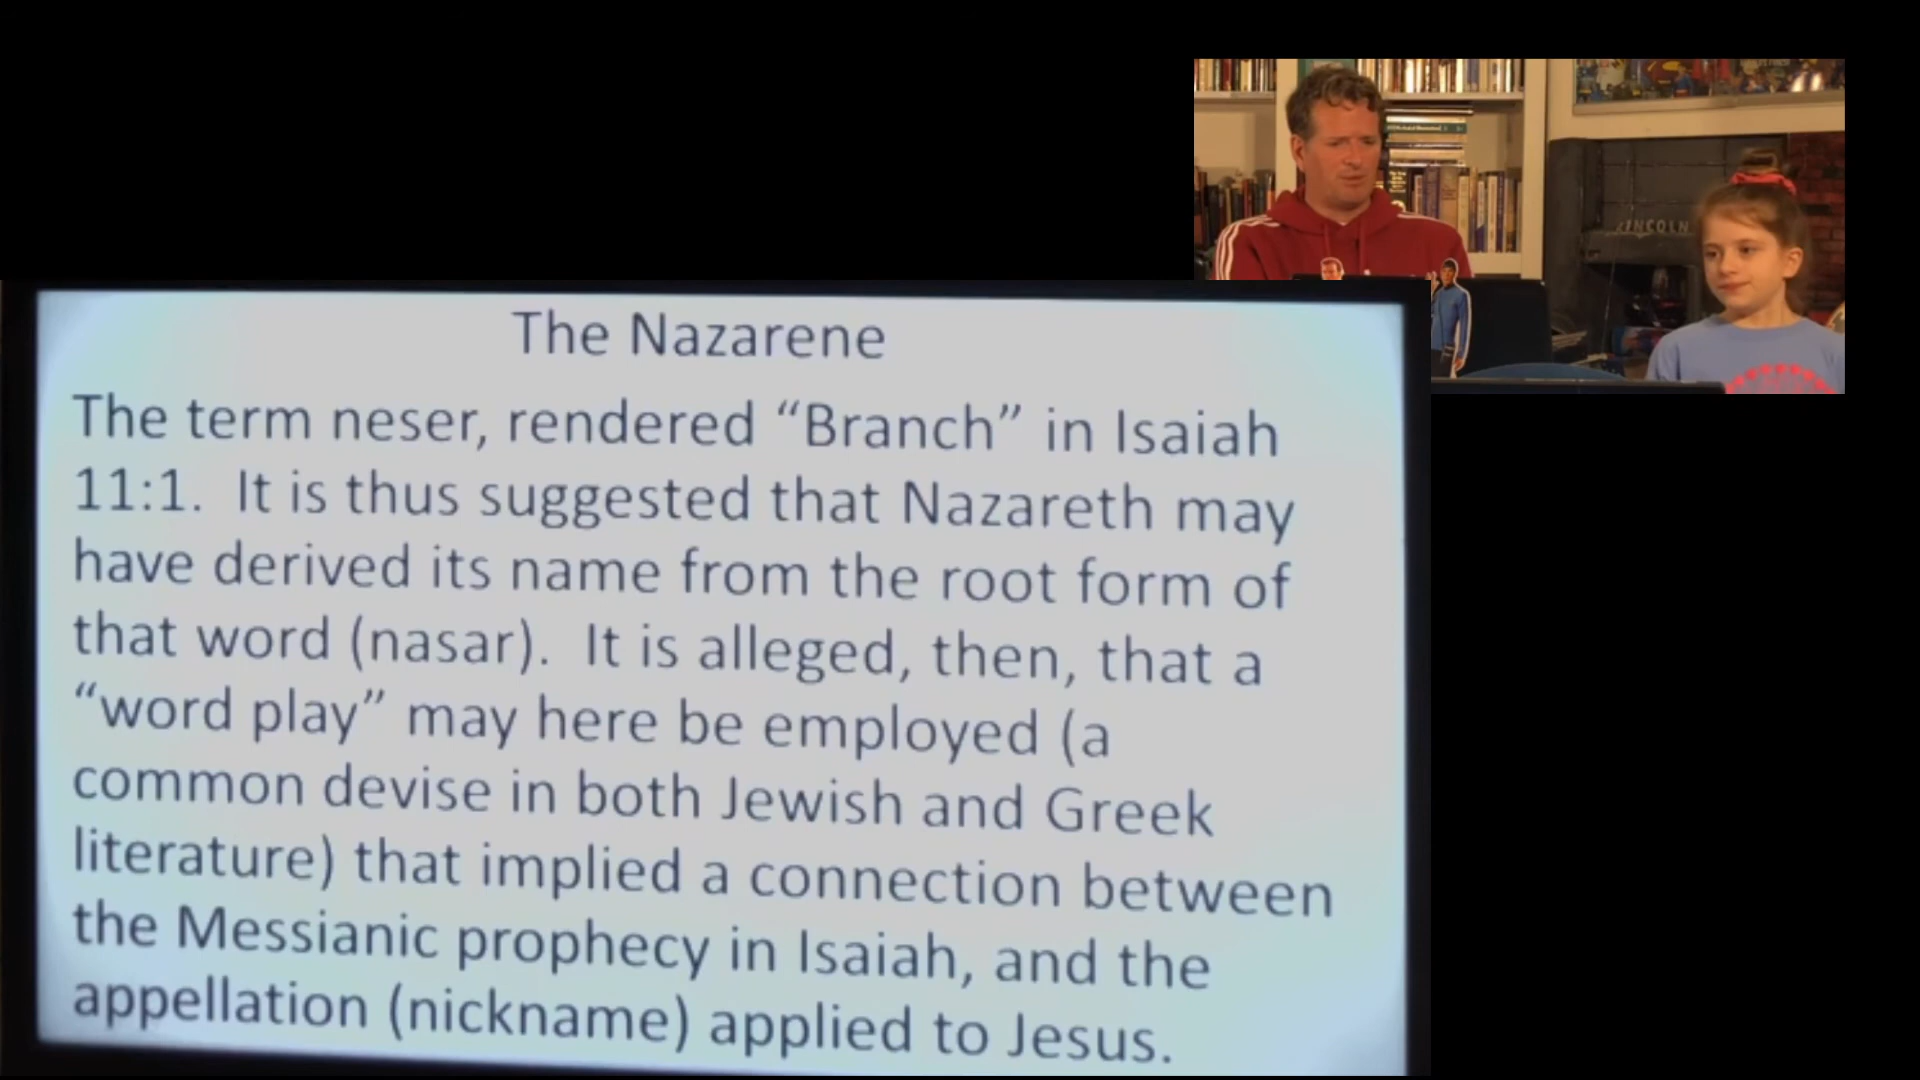 LINCOLN
The Nazarene
The term neser, rendered “Branch” in Isaiah
11:1.  It is thus suggested that Nazareth may
have derived its name from the root form of
that word (nasar).  It is alleged, then, that a
“word play” may here be employed (a
common devise in both Jewish and Greek
literature) that implied a connection between
the Messianic prophecy in Isaiah, and the
appellation (nickname) applied to Jesus.